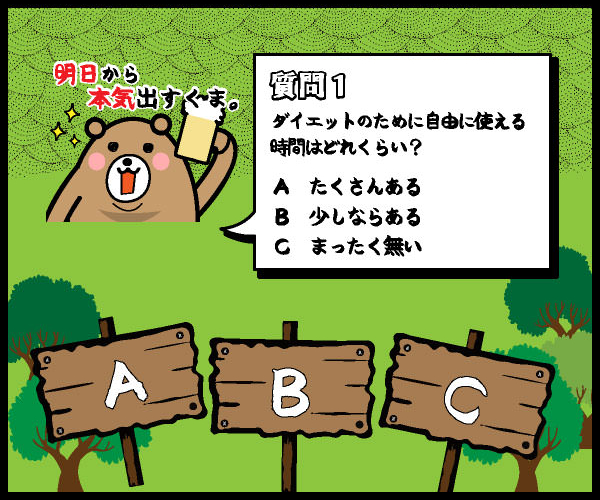 明日から
本気出すぐま。
質問1
ダイエットのために自由に使える
時間はどれくらい？
A たくさんある
B 少しならある
C まったく無い
A
B
C